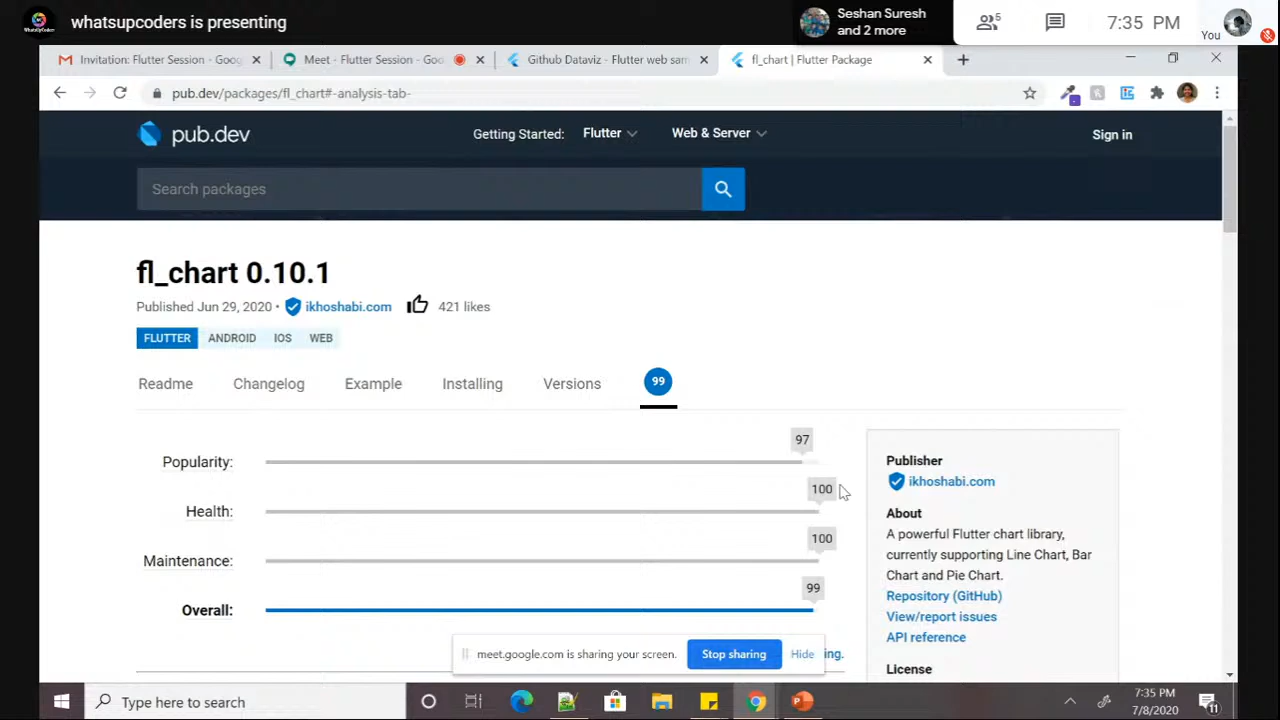 whatsupcoders is presenting
Seshan Suresh
and 2 more
5
7:35 PM
You
Invitation: Flutter Session - Goog
Meet - Flutter Session - Goo
Github Dataviz - Flutter web sam
fl_chart | Flutter Package
pub.dev/packages/fl_chart#-analysis-tab-
pub.dev
Getting Started:
Flutter
Web & Server
Sign in
Search packages
fl_chart 0.10.1
Published Jun 29, 2020 • ikhoshabi.com 421 likes
FLUTTER ANDROID IOS WEB
Readme Changelog Example Installing Versions 99
Popularity: 97
Health: 100
Maintenance: 100
Overall: 99
Publisher
ikhoshabi.com
About
A powerful Flutter chart library,
currently supporting Line Chart, Bar
Chart and Pie Chart.
Repository (GitHub)
View/report issues
API reference
License
meet.google.com is sharing your screen. Stop sharing Hide
ing.
Type here to search
7:35 PM
7/8/2020
11